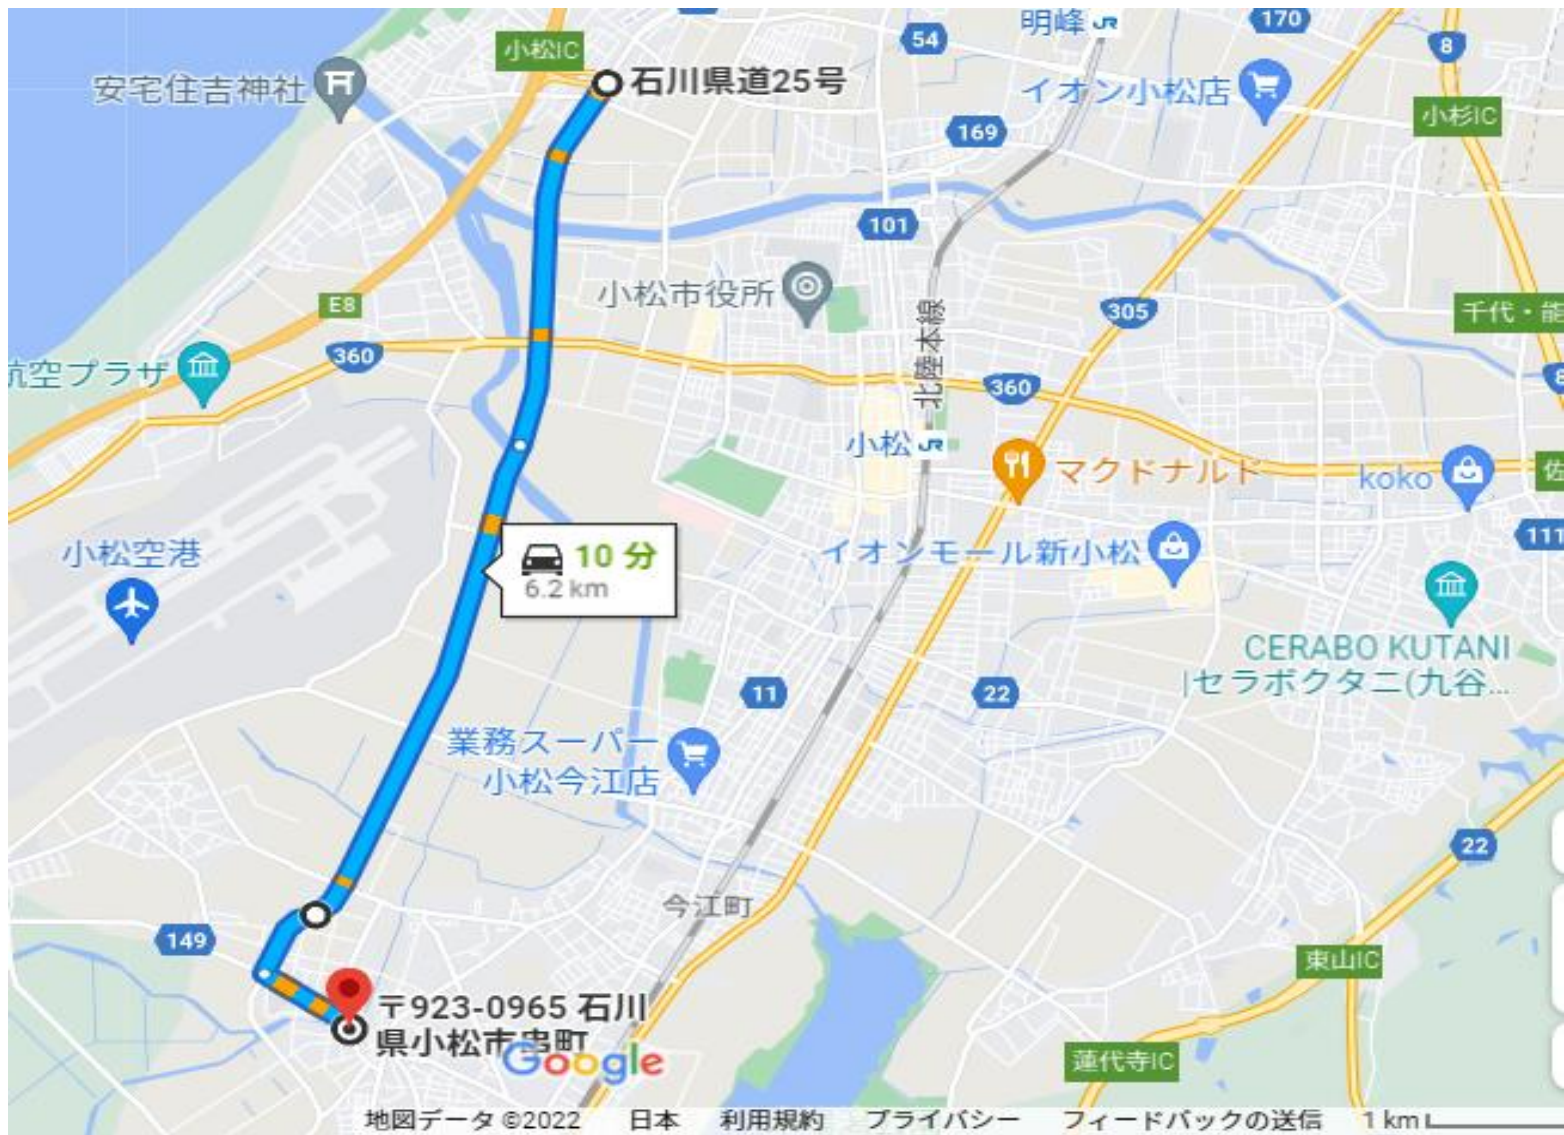 明峰 JR
170
54
8
小松IC
石川県道25号
安宅住吉神社
イオン小松店
小杉IC
169
101
小松市役所
E8
305
千代・能
北陸本線
360
航空プラザ
360
8
小松 JR
マクドナルド
koko
佐
111
小松空港
10 分
6.2 km
イオンモール新小松
CERABO KUTANI
|セラボクタニ(九谷...
11
22
業務スーパー
小松今江店
22
今江町
149
東山IC
〒923-0965 石川
県小松市串町
Google
蓮代寺IC
地図データ ©2022 日本 利用規約 プライバシー フィードバックの送信 1 km